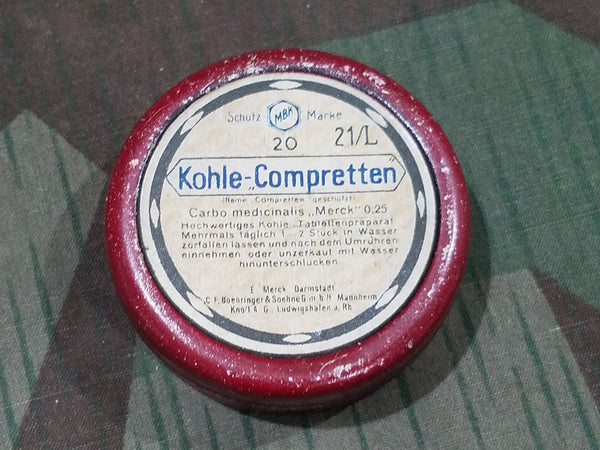 Schutz MBK Marke
20 21/L
Kohle-„Compretten"
(Name „Compretten" geschützt)
Carbo medicinalis „Merck" 0,25
Hochwertiges Kohle-Tablettenpräparat.
Mehrmals täglich 1-2 Stück in Wasser
zerfallen lassen und nach dem Umrühren
einnehmen oder unzerkaut mit Wasser
hinunterschlucken.
E. Merck Darmstadt
C. F. Boehringer & Soehne G.m.b.H. Mannheim
Knoll A. G., Ludwigshafen a. Rh.